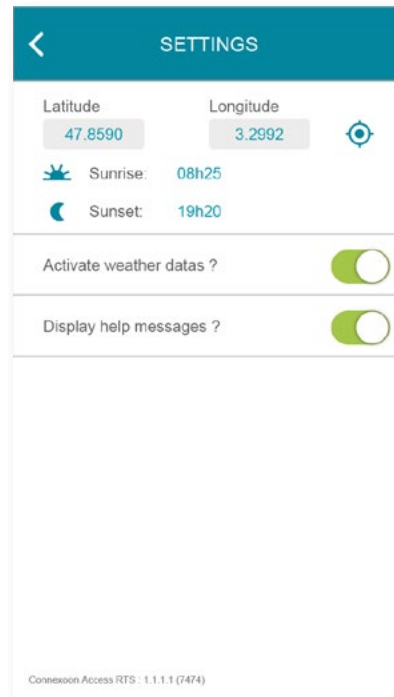 SETTINGS
Latitude Longitude
47.8590 3.2992
Sunrise: 08h25
Sunset: 19h20
Activate weather datas ?
Display help messages ?
Connexoon Access RTS : 1.1.1.1 (7474)